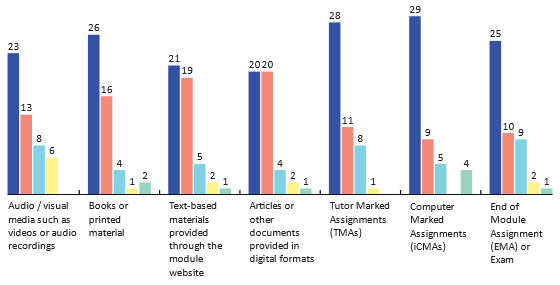 23
13
8
6
26
16
4
1
2
21
19
5
2
1
20
20
4
2
1
28
11
8
1
29
9
5
4
25
10
9
2
1
Audio / visual
media such as
videos or audio
recordings
Books or
printed
material
Text-based
materials
provided
through the
module
website
Articles or
other
documents
provided in
digital formats
Tutor Marked
Assignments
(TMAs)
Computer
Marked
Assignments
(iCMAs)
End of
Module
Assignment
(EMA) or
Exam